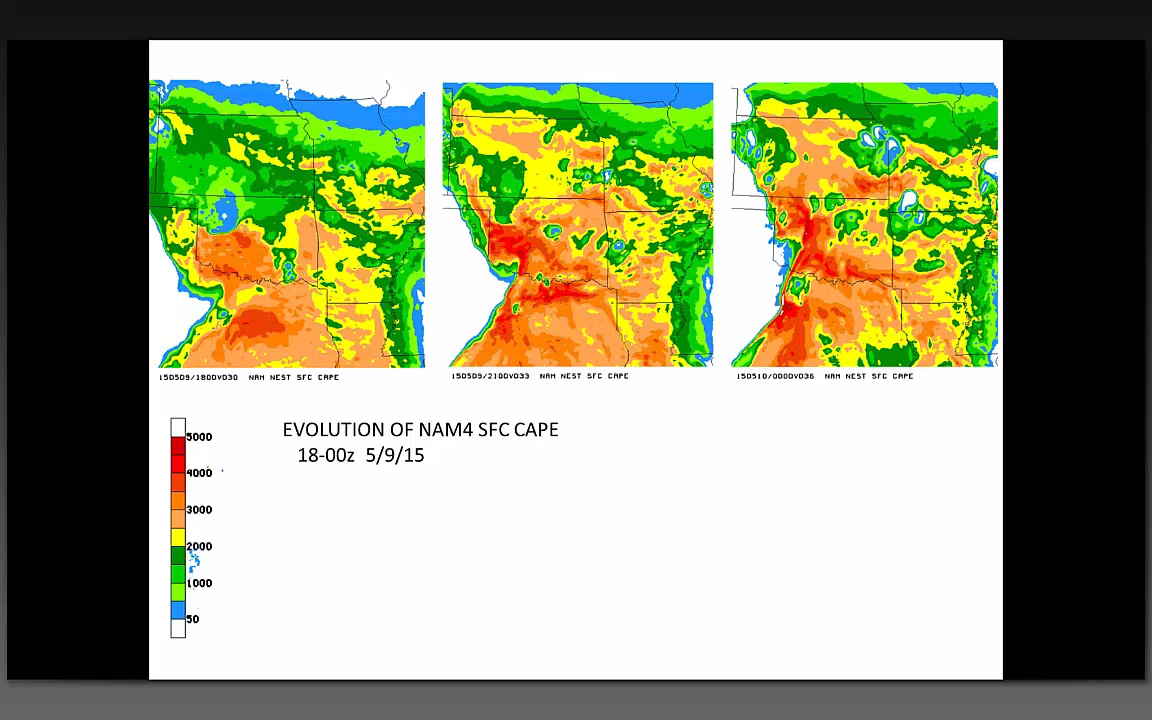 150509/1800V030 NAM NEST SFC CAPE
150509/2100V033 NAM NEST SFC CAPE
150510/0000V036 NAM NEST SFC CAPE
EVOLUTION OF NAM4 SFC CAPE
18-00z 5/9/15
5000
4000
3000
2000
1000
50